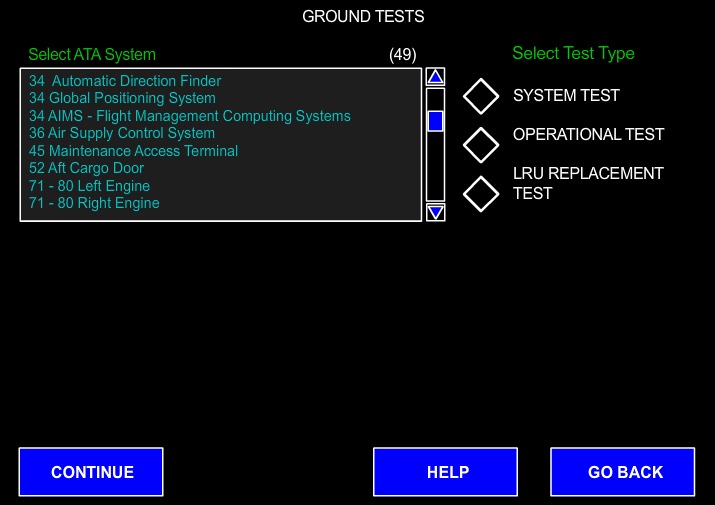 GROUND TESTS
Select ATA System (49)
34 Automatic Direction Finder
34 Global Positioning System
34 AIMS - Flight Management Computing Systems
36 Air Supply Control System
45 Maintenance Access Terminal
52 Aft Cargo Door
71 - 80 Left Engine
71 - 80 Right Engine
Select Test Type
SYSTEM TEST
OPERATIONAL TEST
LRU REPLACEMENT
TEST
CONTINUE
HELP
GO BACK